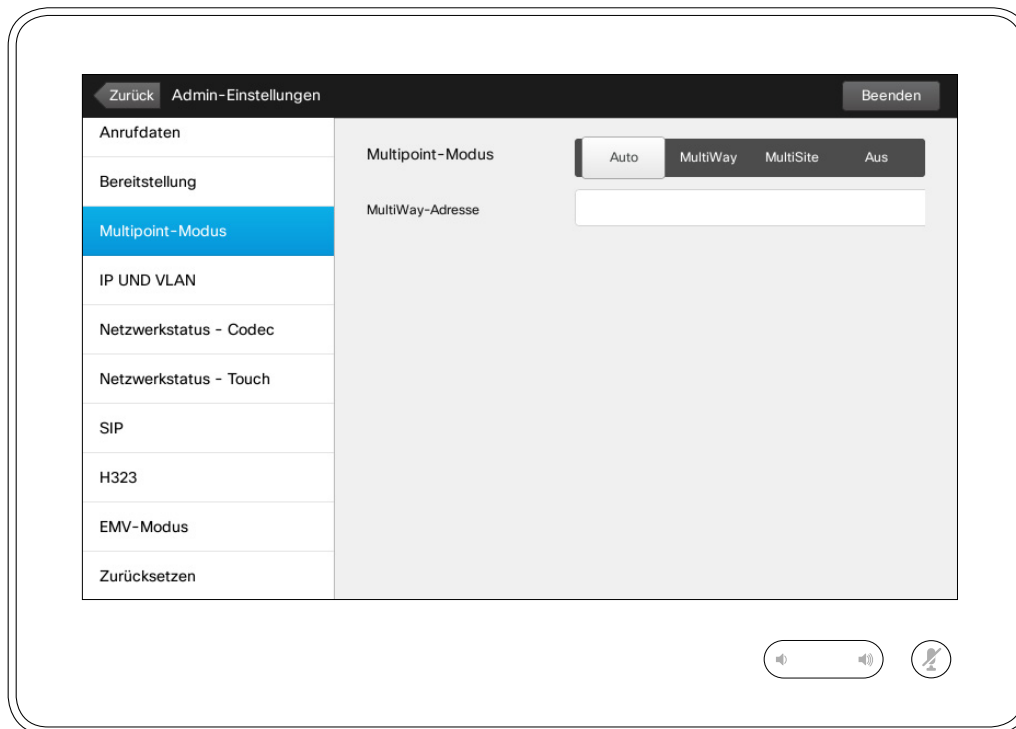 Zurück Admin-Einstellungen Beenden
Anrufdaten
Bereitstellung
Multipoint-Modus
IP UND VLAN
Netzwerkstatus - Codec
Netzwerkstatus - Touch
SIP
H323
EMV-Modus
Zurücksetzen
Multipoint-Modus Auto MultiWay MultiSite Aus
MultiWay-Adresse